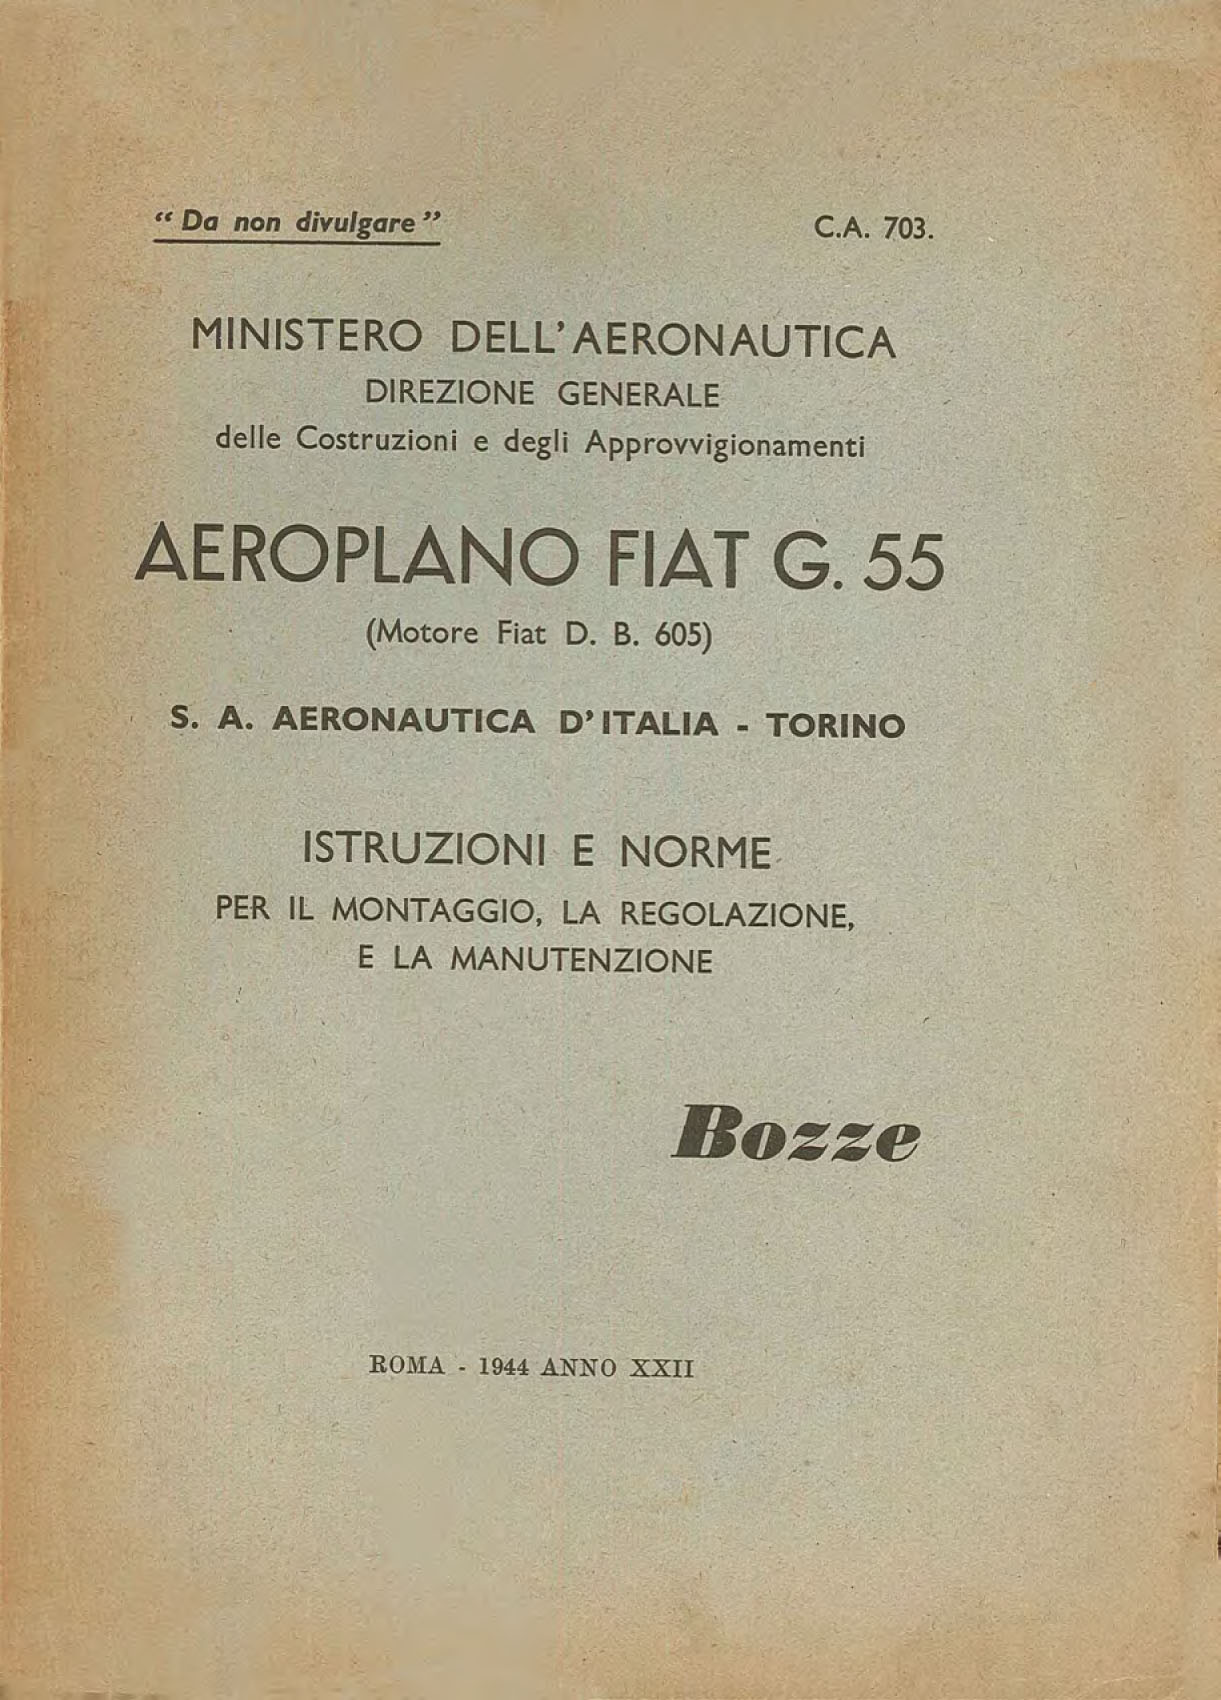 “ Da non divulgare ”
C.A. 703.
MINISTERO DELL’AERONAUTICA
DIREZIONE GENERALE
delle Costruzioni e degli Approvvigionamenti
AEROPLANO FIAT G. 55
(Motore Fiat D. B. 605)
S. A. AERONAUTICA D’ITALIA - TORINO
ISTRUZIONI E NORME
PER IL MONTAGGIO, LA REGOLAZIONE,
E LA MANUTENZIONE
Bozze
ROMA - 1944 ANNO XXII